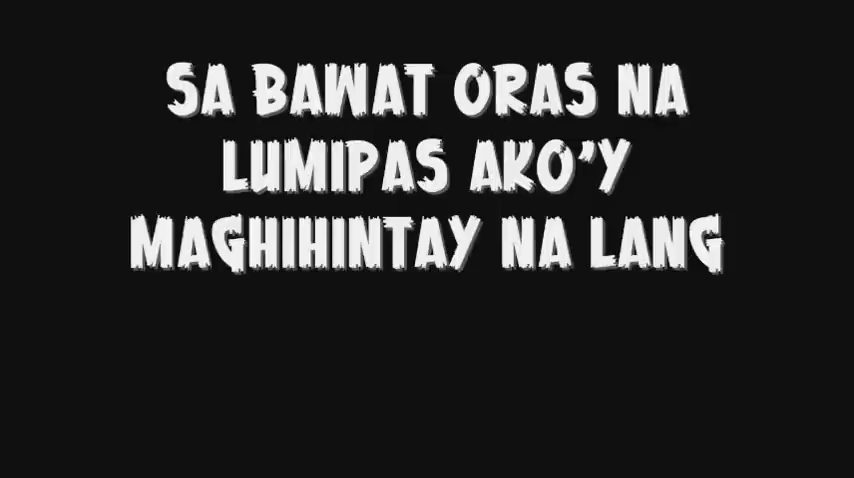 SA BAWAT ORAS NA
LUMIPAS AKO'Y
MAGHIHINTAY NA LANG